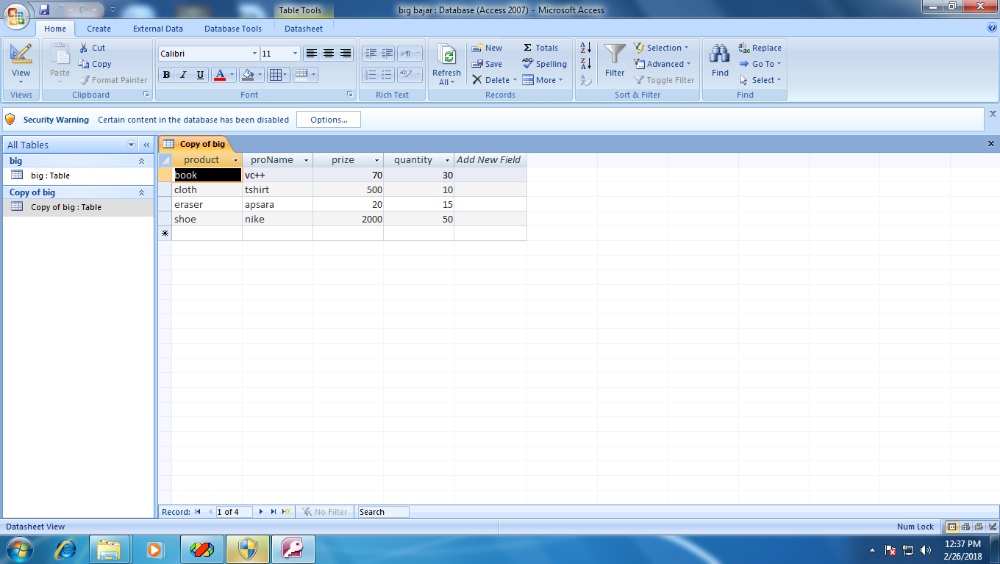 Table Tools
big bajar : Database (Access 2007) - Microsoft Access
Home Create External Data Database Tools Datasheet
View
Views
Paste
Cut
Copy
Format Painter
Clipboard
Calibri 11
B I U A
Font
Rich Text
Refresh All
New Totals
Save Spelling
Delete More
Records
Filter
Selection
Advanced
Toggle Filter
Sort & Filter
Find
Replace
Go To
Select
Find
Security Warning Certain content in the database has been disabled Options...
All Tables
big
big : Table
Copy of big
Copy of big : Table
Copy of big
product proName prize quantity Add New Field
book vc++ 70 30
cloth tshirt 500 10
eraser apsara 20 15
shoe nike 2000 50
Record: 1 of 4 No Filter Search
Datasheet View Num Lock
12:37 PM
2/26/2018